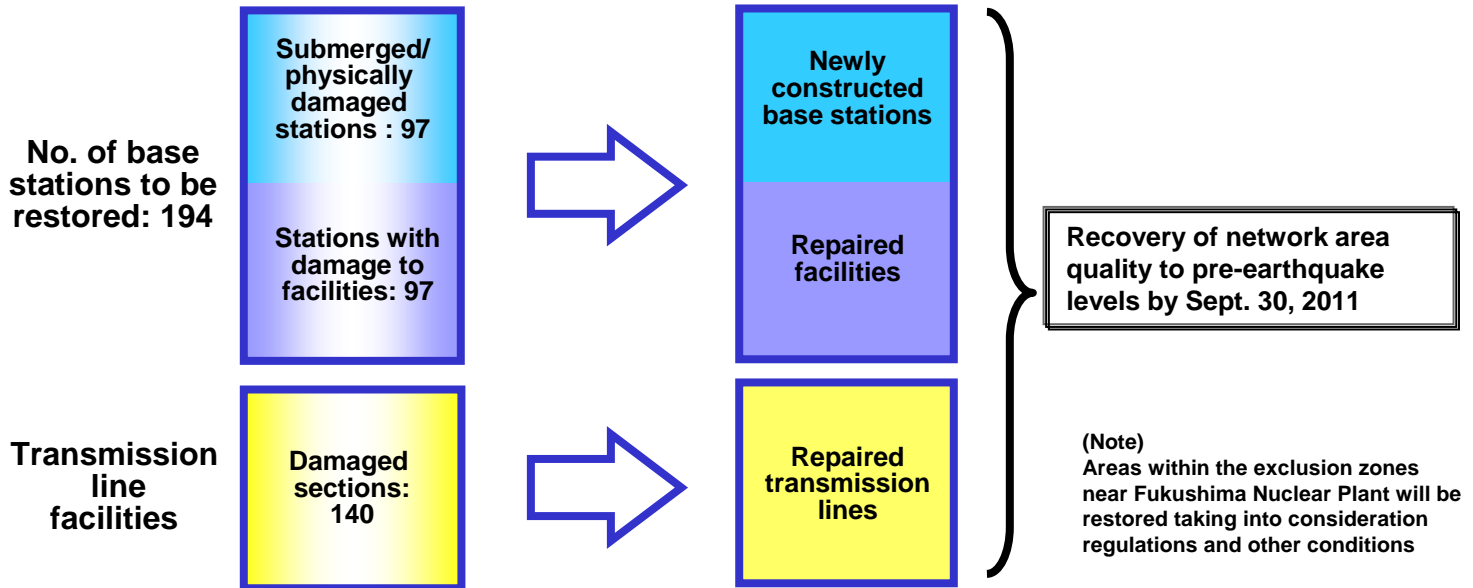 No. of base
stations to be
restored: 194
Submerged/
physically
damaged
stations : 97
Stations with
damage to
facilities: 97
Newly
constructed
base stations
Repaired
facilities
Transmission
line
facilities
Damaged
sections:
140
Repaired
transmission
lines
Recovery of network area
quality to pre-earthquake
levels by Sept. 30, 2011
(Note)
Areas within the exclusion zones
near Fukushima Nuclear Plant will be
restored taking into consideration
regulations and other conditions